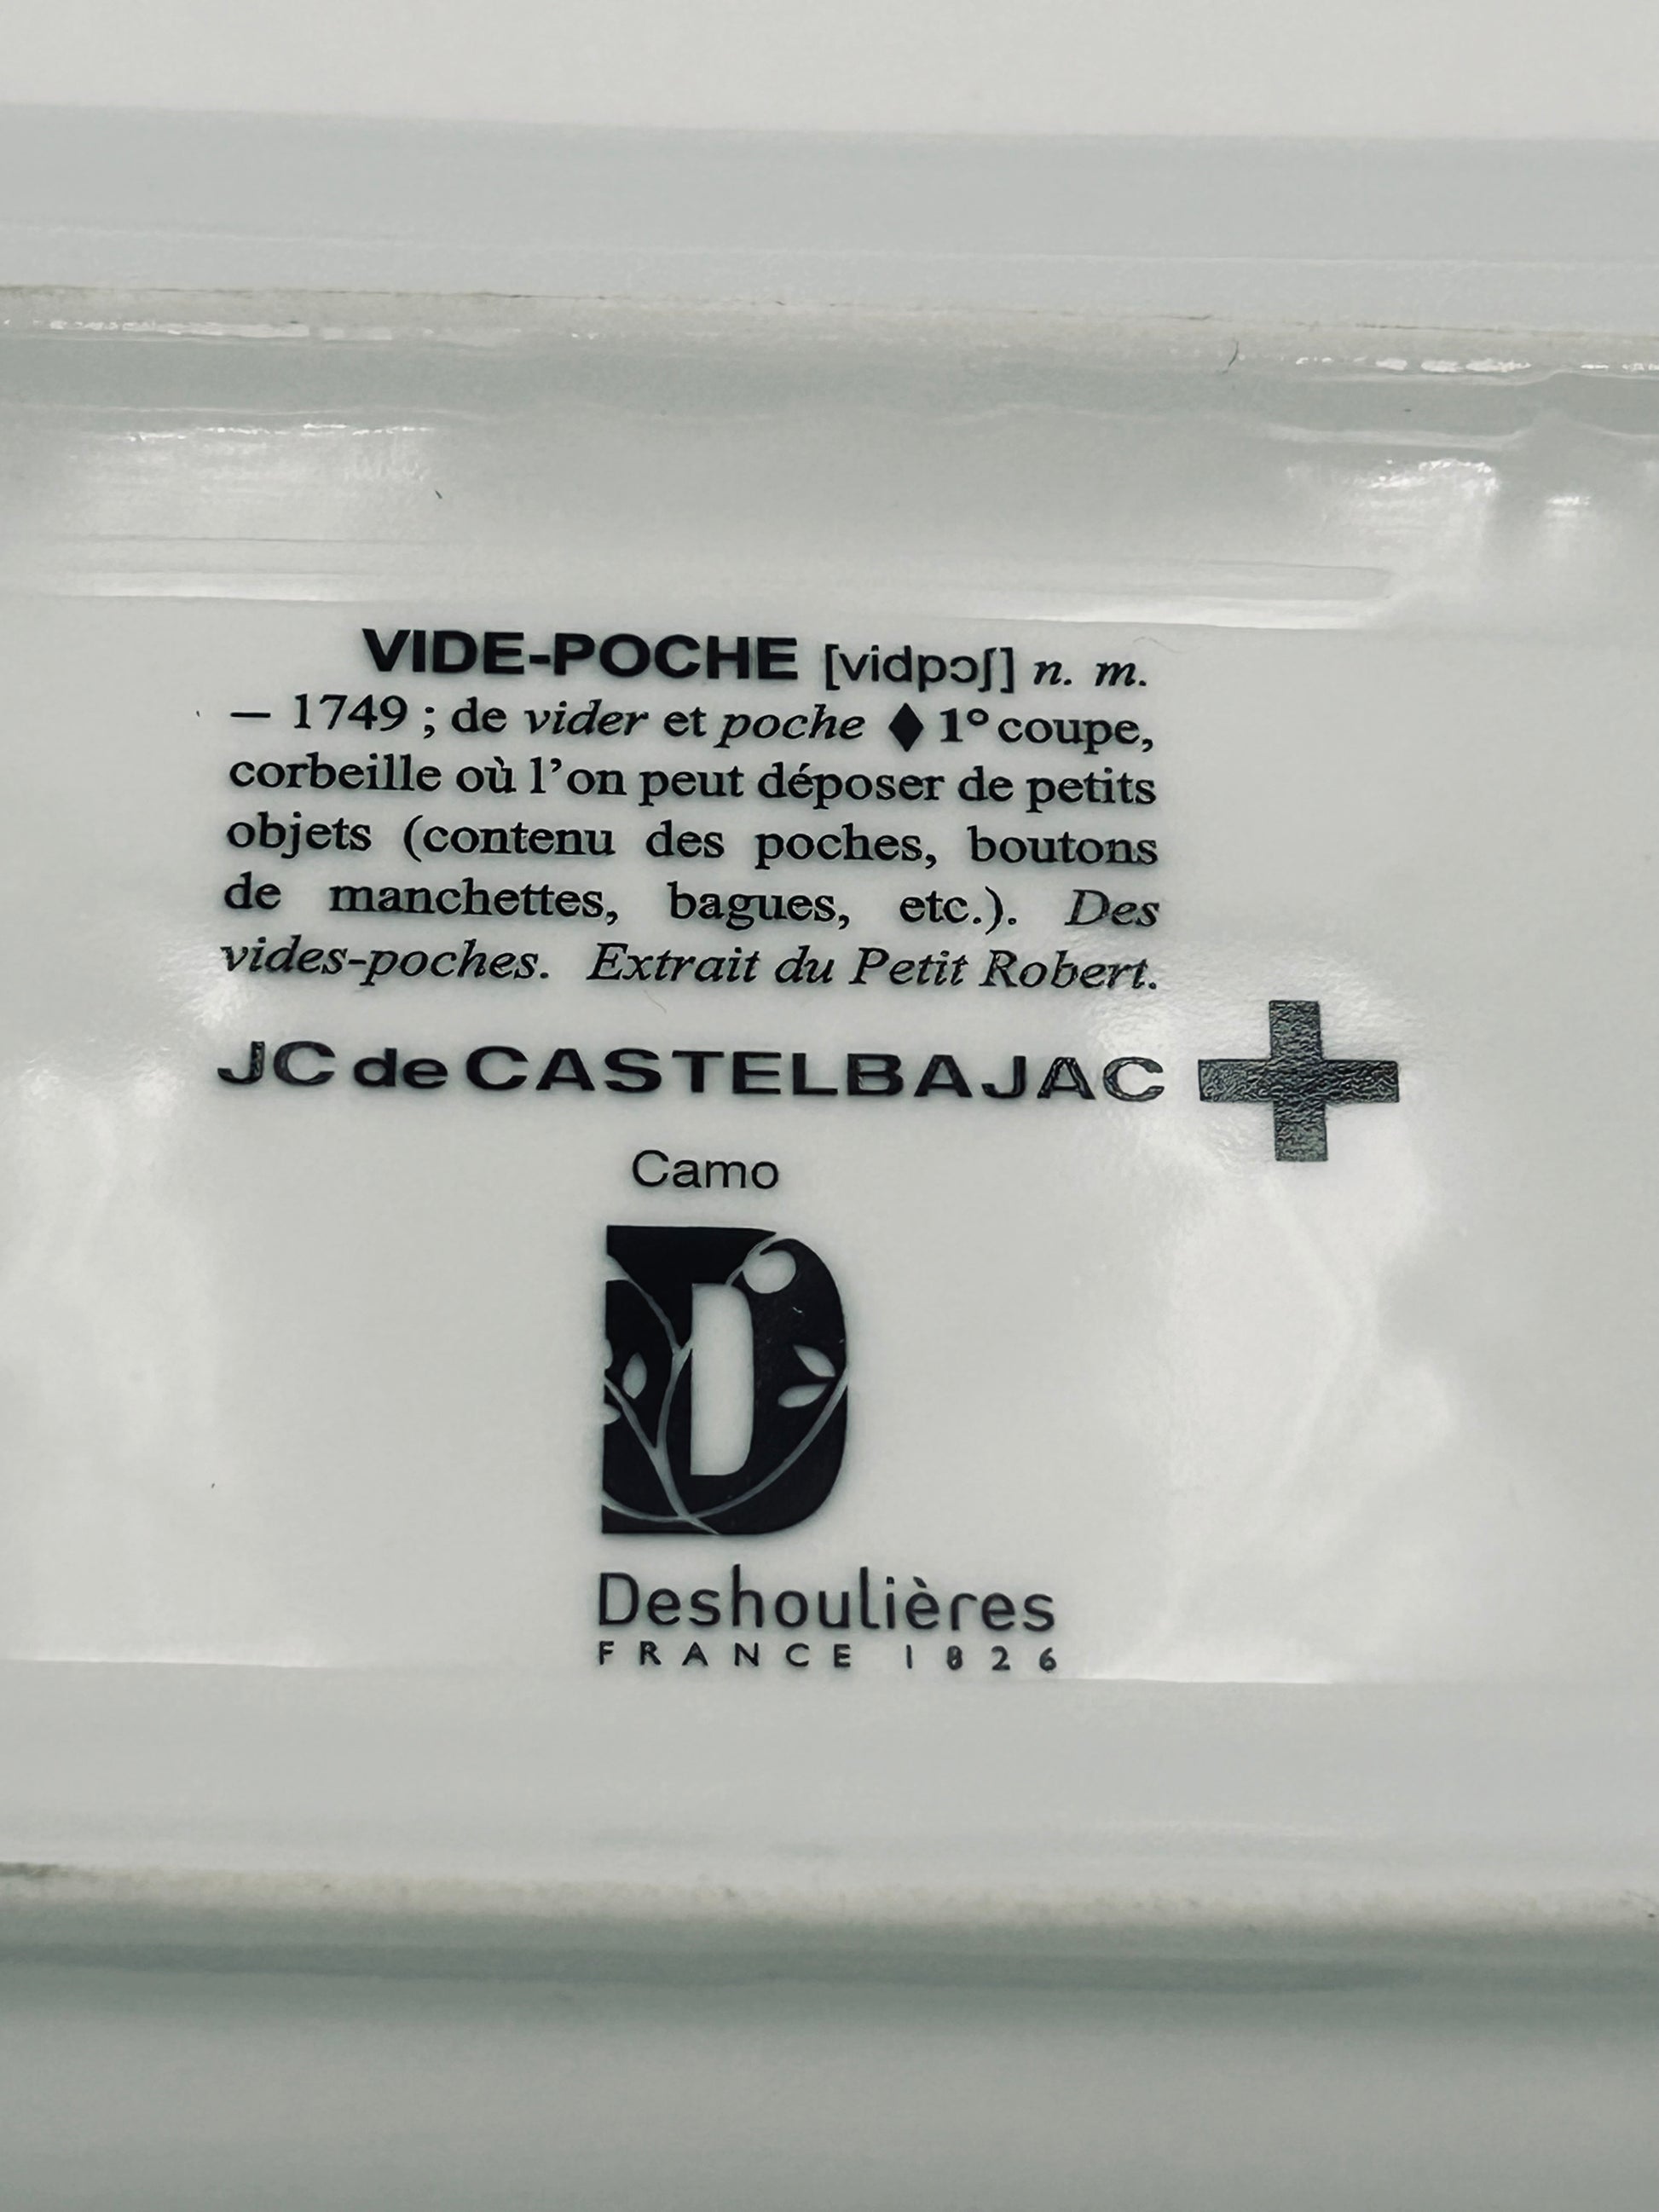 VIDE-POCHE [vidpɔʃ] n. m.
— 1749 ; de vider et poche ♦ 1° coupe,
corbeille où l'on peut déposer de petits
objets (contenu des poches, boutons
de manchettes, bagues, etc.). Des
vides-poches. Extrait du Petit Robert.
JC de CASTELBAJAC
Camo
D
Deshoulières
FRANCE 1826